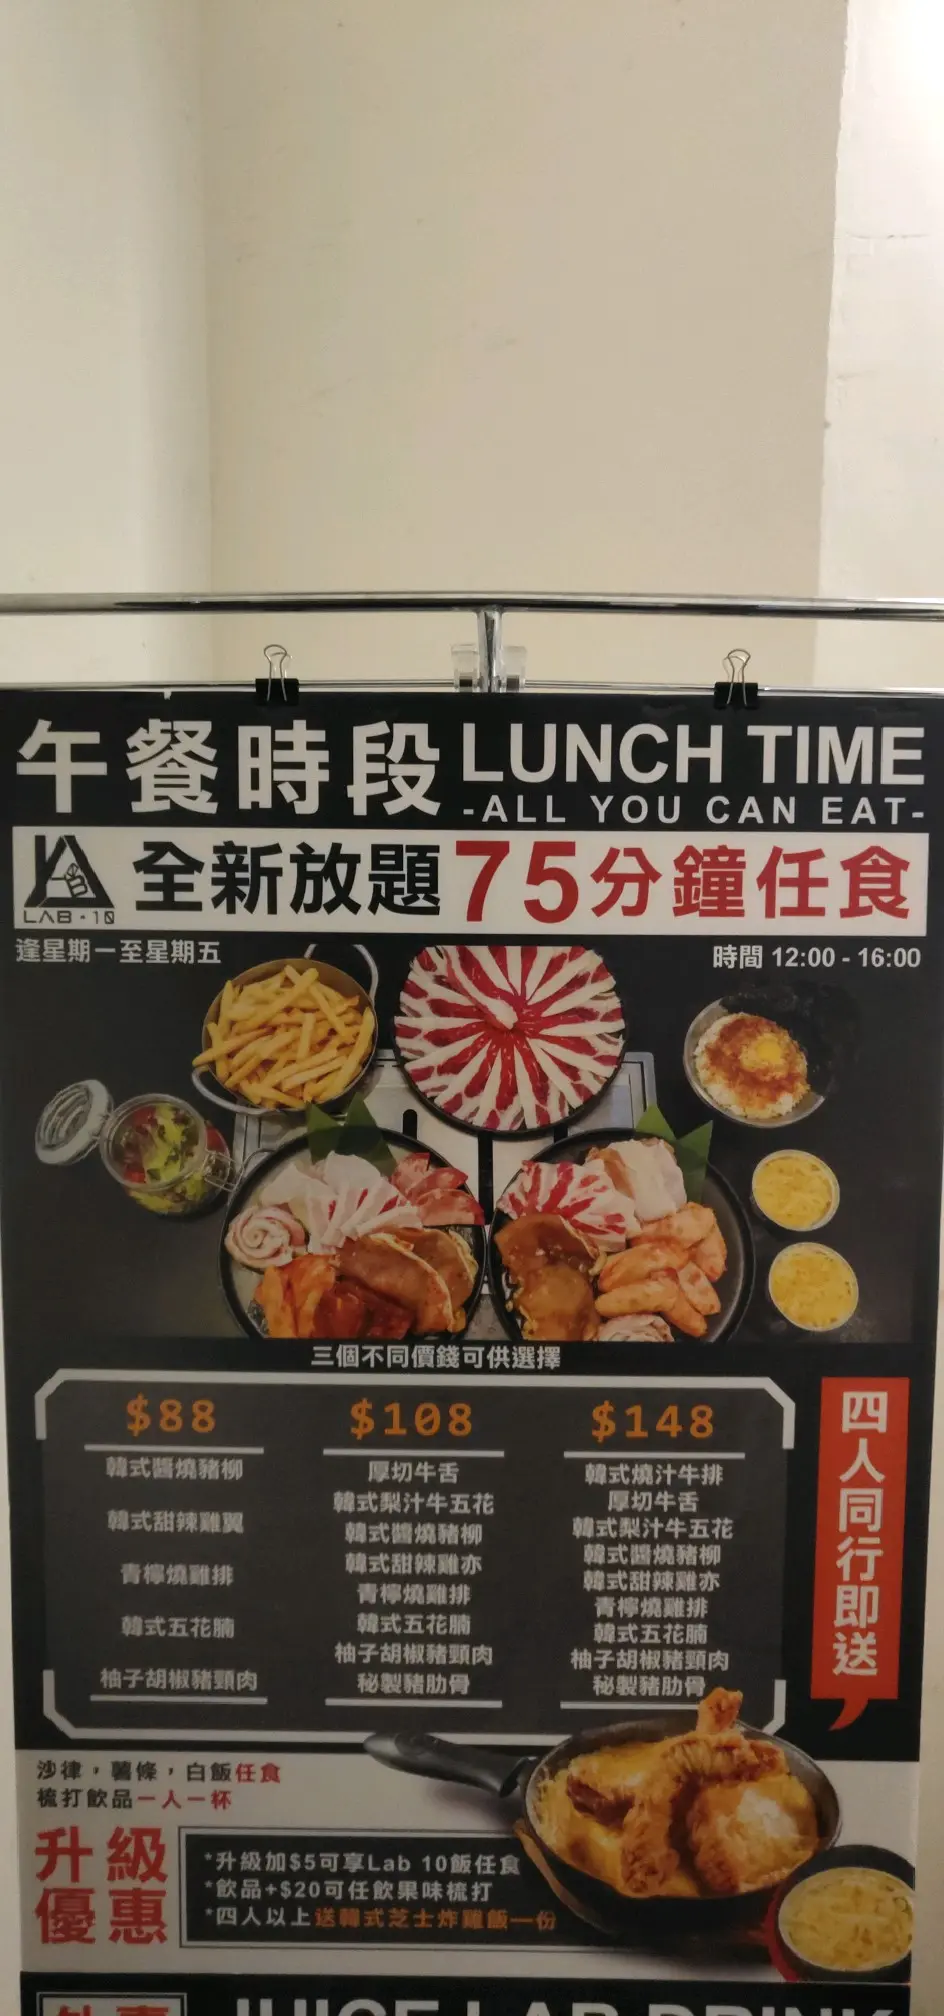 午餐時段 LUNCH TIME
-ALL YOU CAN EAT-
LAB·10
全新放題75分鐘任食
逢星期一至星期五
時間 12:00 - 16:00
三個不同價錢可供選擇
$88
韓式醬燒豬柳
韓式甜辣雞翼
青檸燒雞排
韓式五花腩
柚子胡椒豬頸肉
$108
厚切牛舌
韓式梨汁牛五花
韓式醬燒豬柳
韓式甜辣雞亦
青檸燒雞排
韓式五花腩
柚子胡椒豬頸肉
秘製豬肋骨
$148
韓式燒汁牛排
厚切牛舌
韓式梨汁牛五花
韓式醬燒豬柳
韓式甜辣雞亦
青檸燒雞排
韓式五花腩
柚子胡椒豬頸肉
秘製豬肋骨
四人同行即送
沙律，薯條，白飯任食
梳打飲品一人一杯
升級
優惠
*升級加$5可享Lab 10飯任食
*飲品+$20可任飲果味梳打
*四人以上送韓式芝士炸雞飯一份
JUICE LAB DRINK